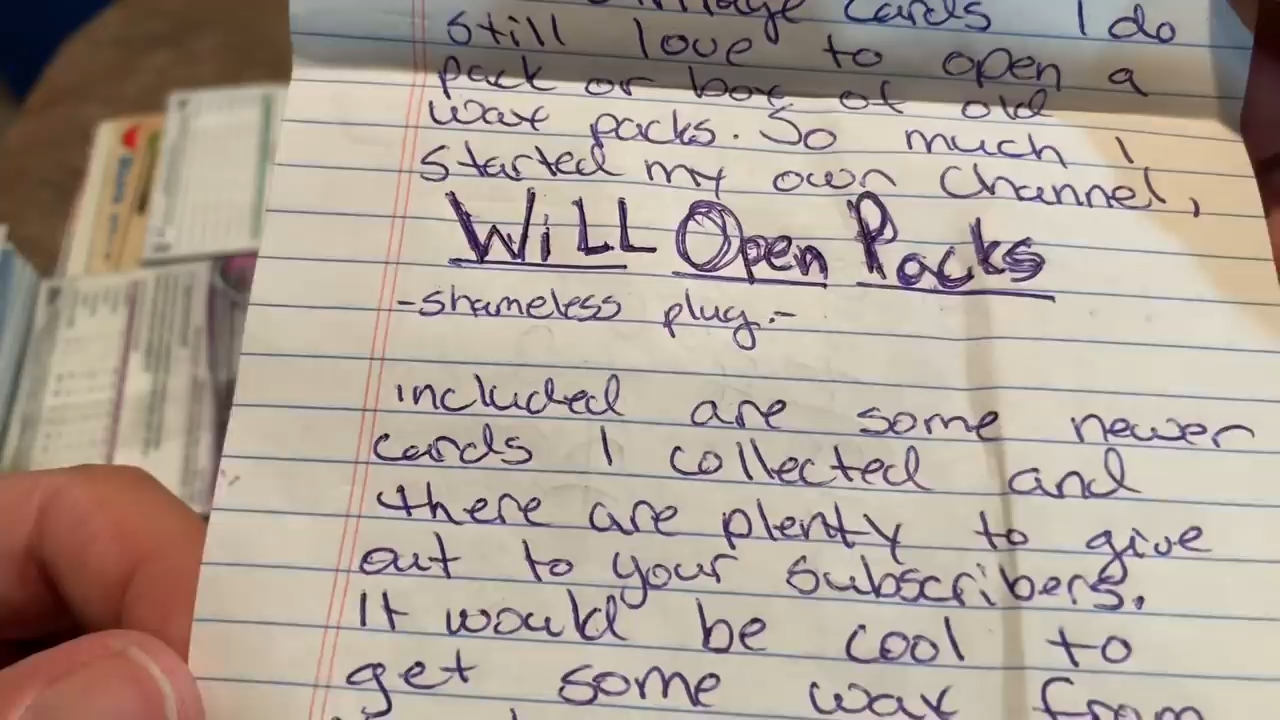 cards I do
still love to open a
pack or box of old
wax packs. So much I
started my own channel,
WiLL Open Packs
-shameless plug.-
included are some newer
cards I collected and
there are plenty to give
out to your subscribers.
It would be cool to
get some wax from